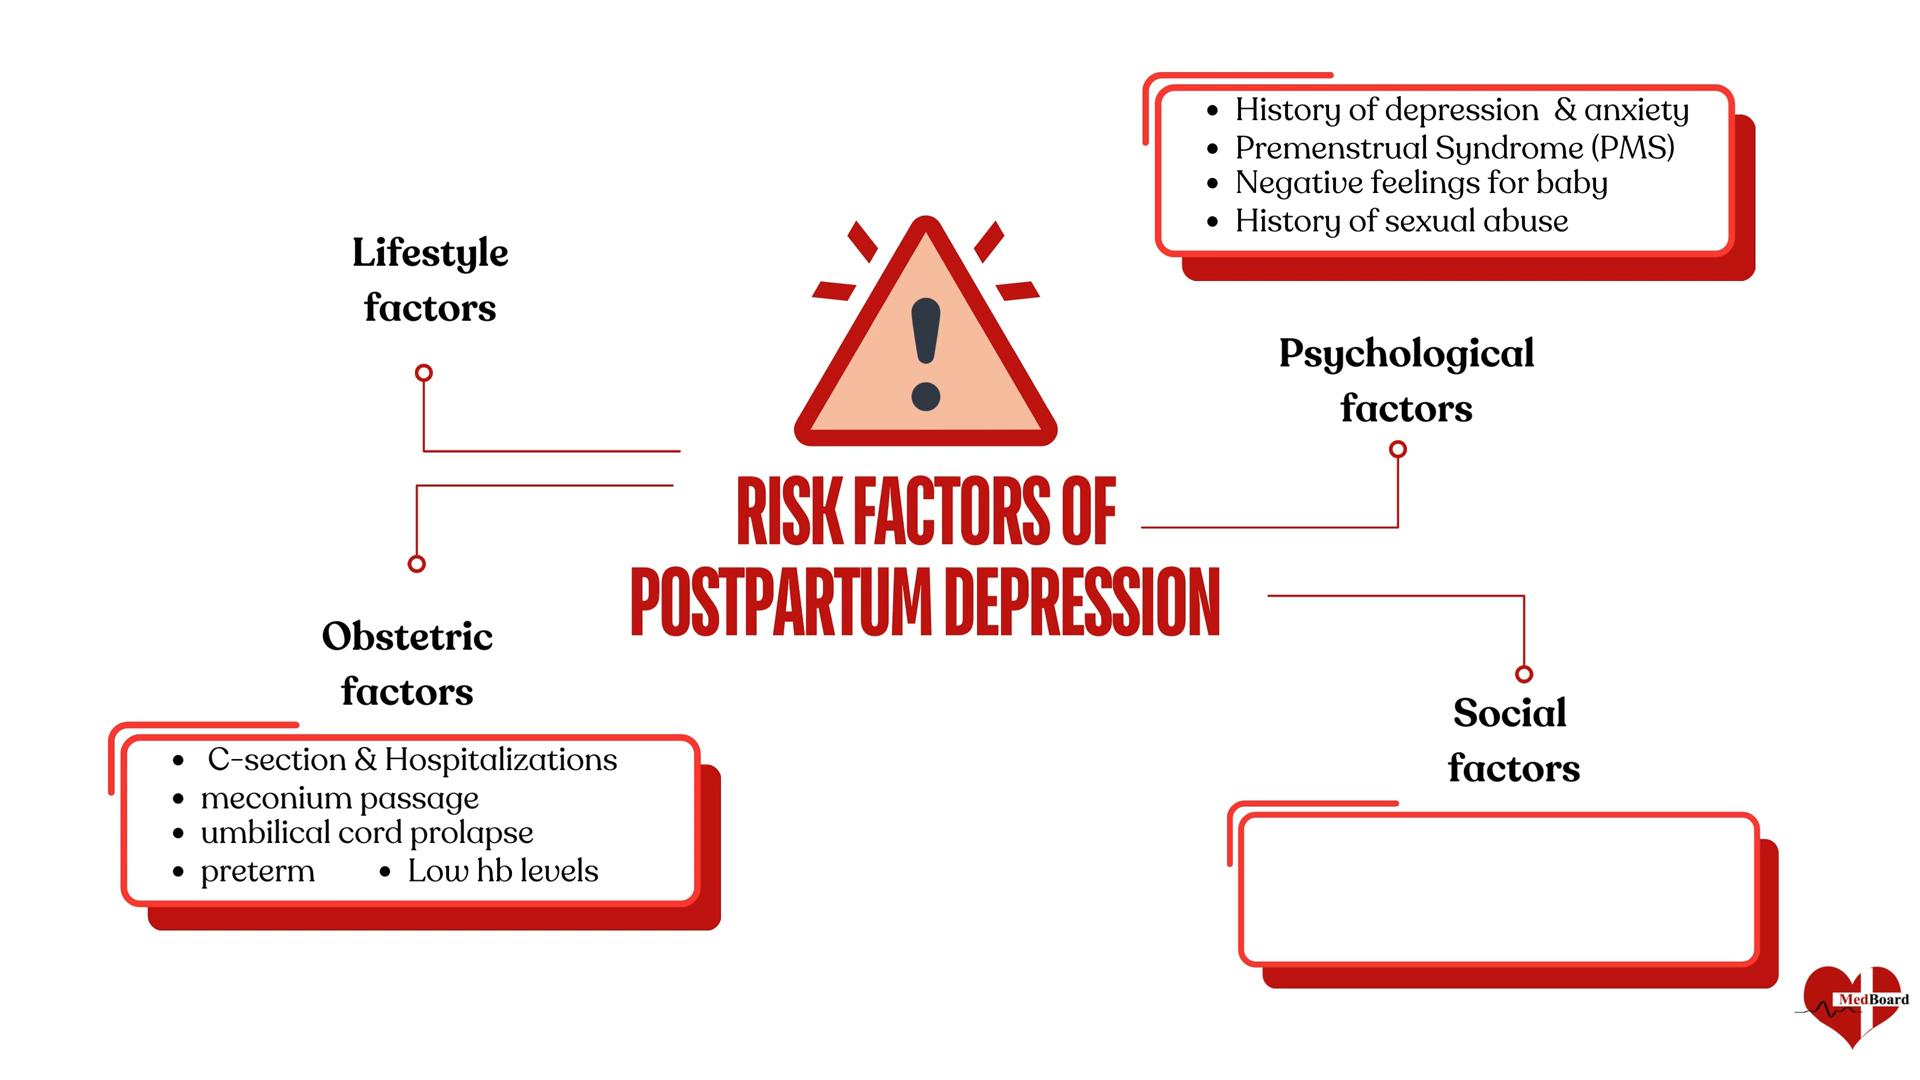 • History of depression  & anxiety
• Premenstrual Syndrome (PMS)
• Negative feelings for baby
• History of sexual abuse
Lifestyle
factors
Psychological
factors
RISK FACTORS OF
POSTPARTUM DEPRESSION
Obstetric
factors
• C-section & Hospitalizations
• meconium passage
• umbilical cord prolapse
• preterm • Low hb levels
Social
factors
MedBoard